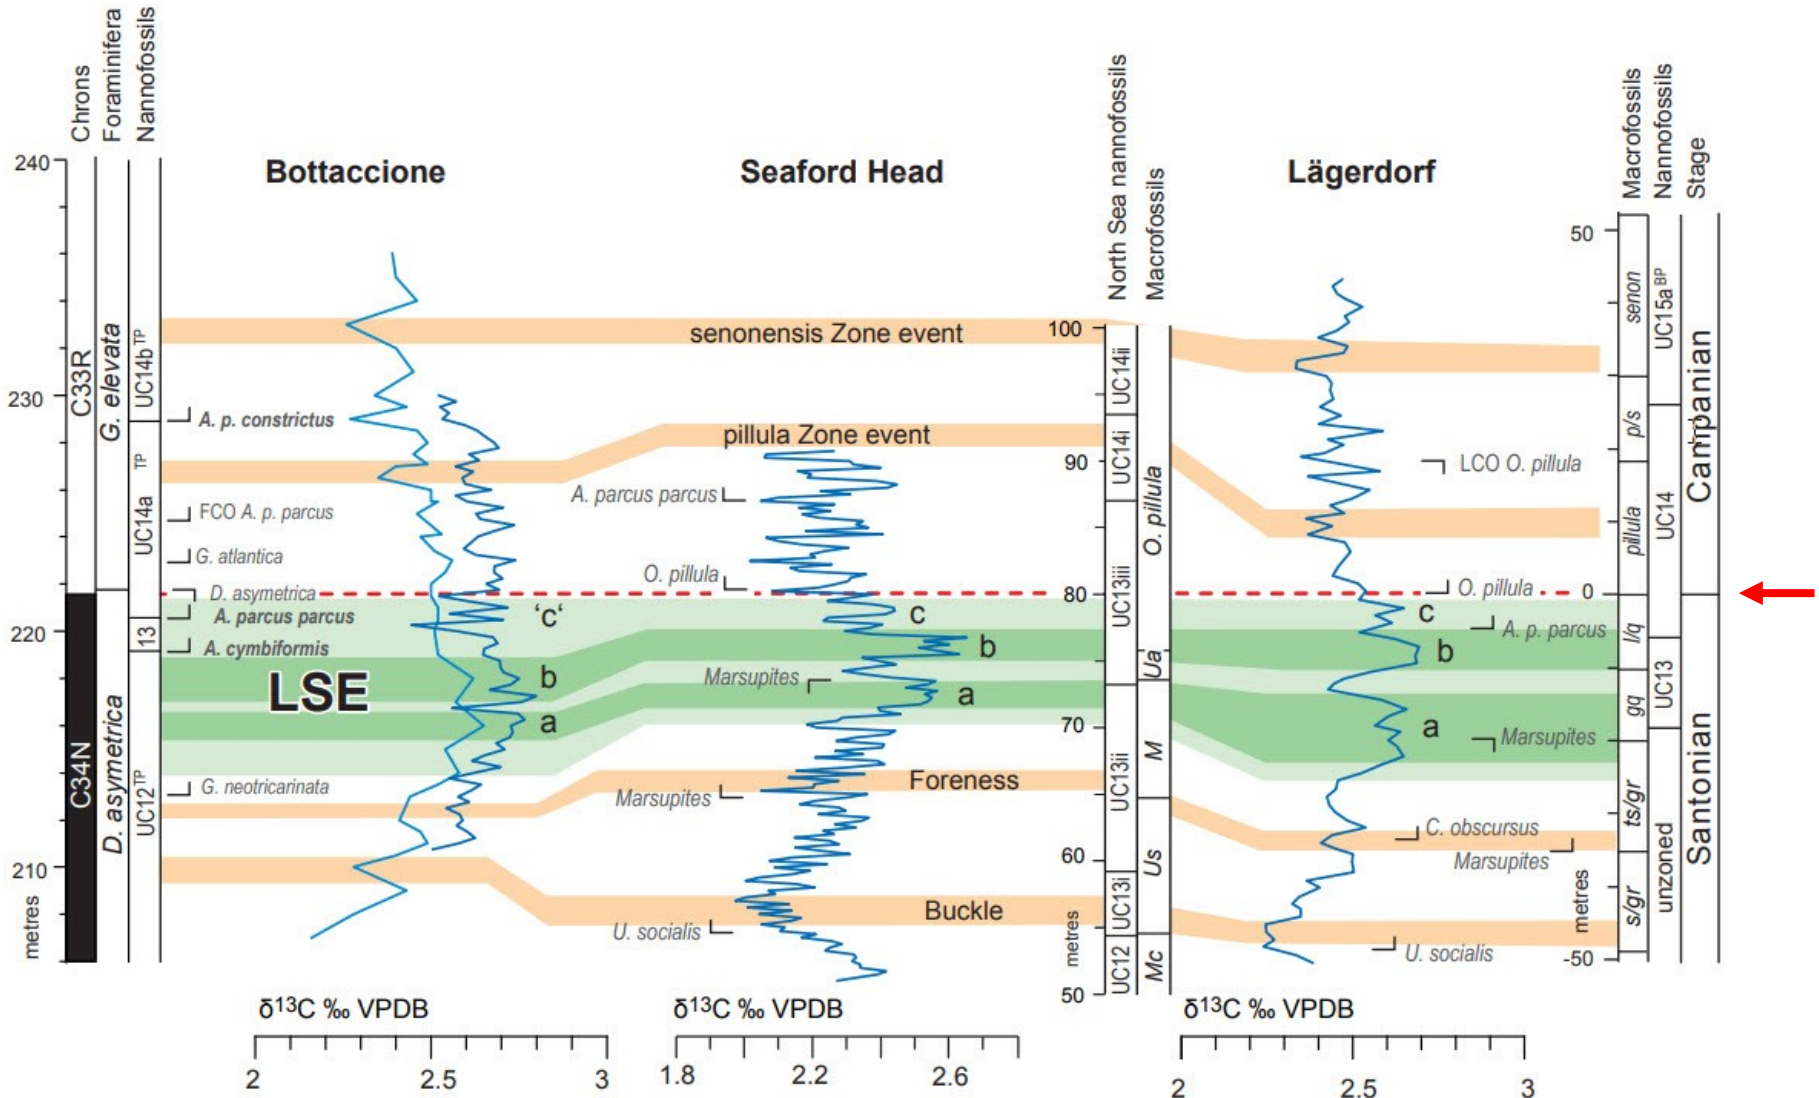 Chrons
Foraminifera
Nannofossils
Bottaccione
Seaford Head
Lägerdorf
North Sea nannofossils
Macrofossils
Macrofossils
Nannofossils
Stage
240
230
220
210
metres
C33R
C34N
G. elevata
D. asymetrica
UC14b TP
TP
UC14a
13
UC12 TP
A. p. constrictus
FCO A. p. parcus
G. atlantica
D. asymetrica
A. parcus parcus
A. cymbiformis
G. neotricarinata
LSE
'c'
b
a
senonensis Zone event
pillula Zone event
A. parcus parcus
O. pillula
c
b
Marsupites
a
Foreness
Marsupites
Buckle
U. socialis
100
90
80
70
60
50
metres
UC14ii
UC14i
UC13iii
UC13ii
UC13i
UC12
O. pillula
Ua
M
Us
Mc
LCO O. pillula
O. pillula
c
A. p. parcus
b
a
Marsupites
C. obscursus
Marsupites
U. socialis
50
0
metres
-50
senon
p/s
pillula
l/q
gq
ts/gr
s/gr
UC15a BP
UC14
UC13
unzoned
Campanian
Santonian
δ13C ‰ VPDB
2
2.5
3
δ13C ‰ VPDB
1.8
2.2
2.6
δ13C ‰ VPDB
2
2.5
3